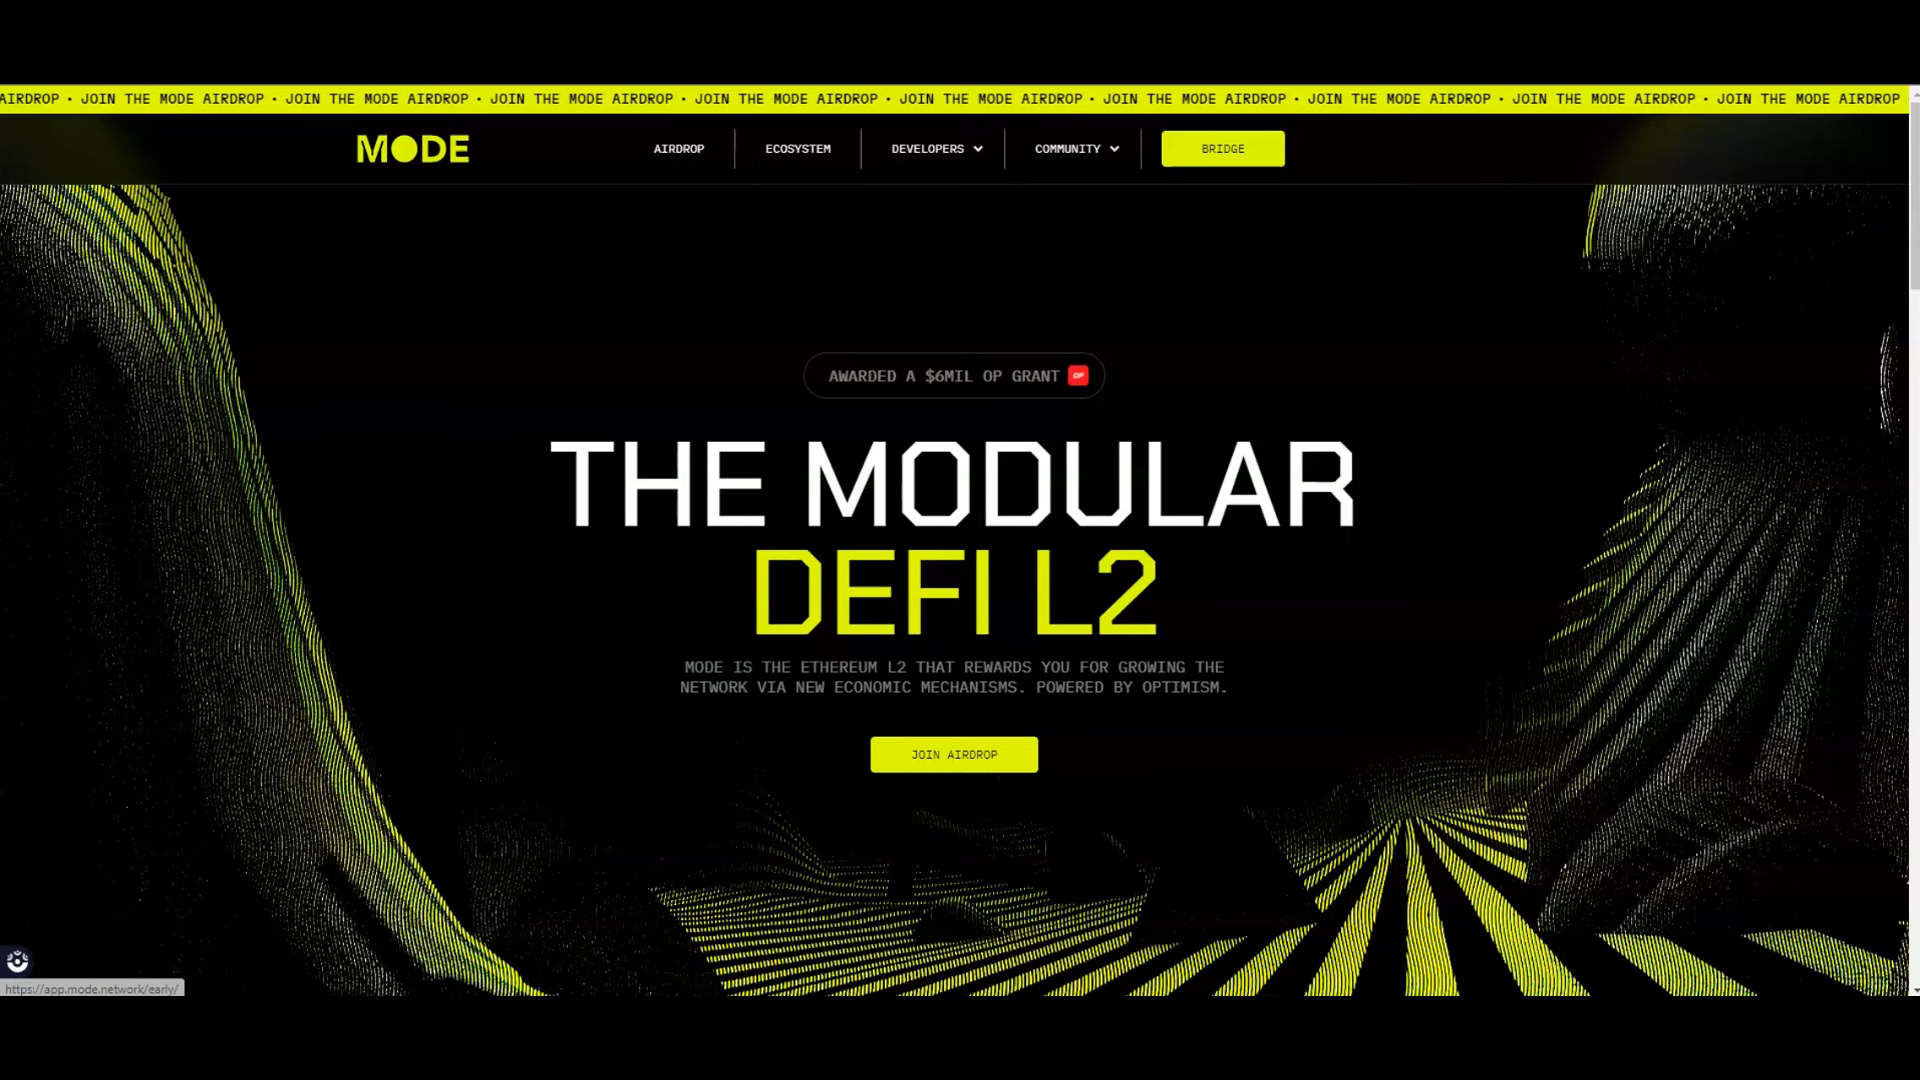 AIRDROP • JOIN THE MODE AIRDROP • JOIN THE MODE AIRDROP • JOIN THE MODE AIRDROP • JOIN THE MODE AIRDROP • JOIN THE MODE AIRDROP • JOIN THE MODE AIRDROP • JOIN THE MODE AIRDROP • JOIN THE MODE AIRDROP • JOIN THE MODE AIRDROP
MODE AIRDROP ECOSYSTEM DEVELOPERS COMMUNITY BRIDGE
AWARDED A $6MIL OP GRANT OP
THE MODULAR
DEFI L2
MODE IS THE ETHEREUM L2 THAT REWARDS YOU FOR GROWING THE
NETWORK VIA NEW ECONOMIC MECHANISMS. POWERED BY OPTIMISM.
JOIN AIRDROP
https://app.mode.network/early/